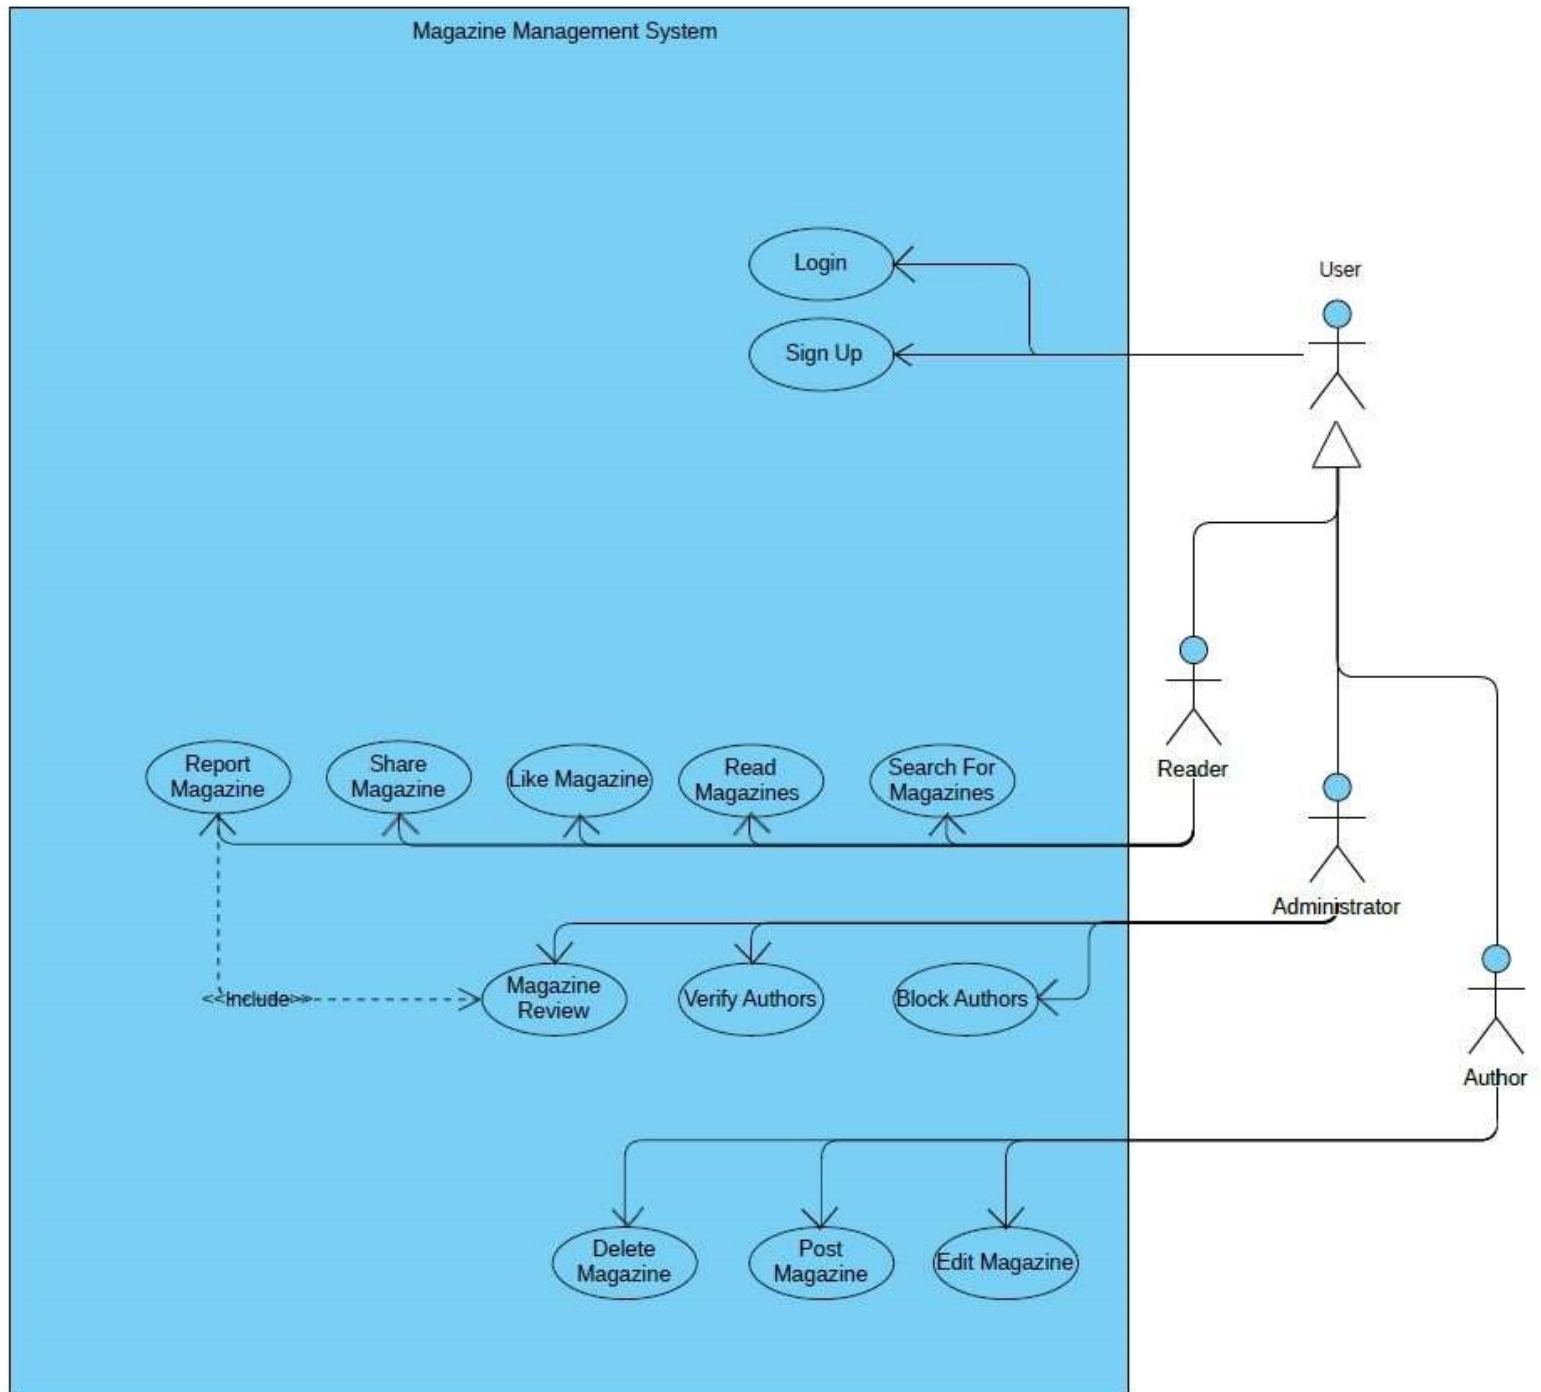 Magazine Management System
Login
User
Sign Up
Report
Magazine
Share
Magazine
Like Magazine
Read
Magazines
Search For
Magazines
Reader
Administrator
<<Include>>
Magazine
Review
Verify Authors
Block Authors
Author
Delete
Magazine
Post
Magazine
Edit Magazine